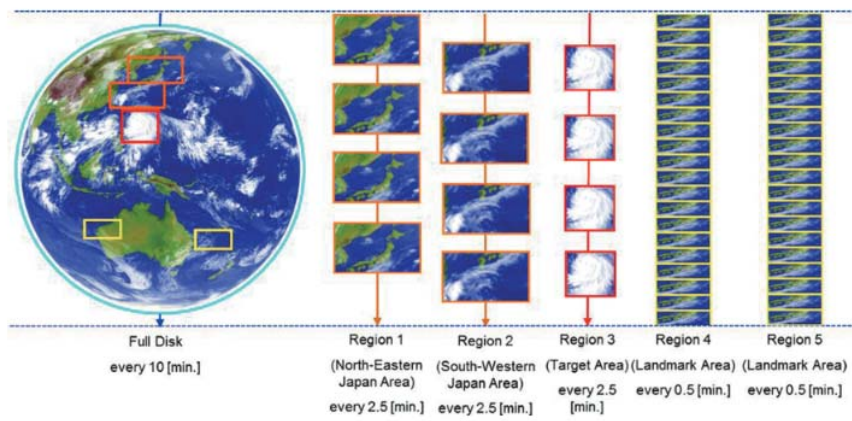 Full Disk
every 10 [min.]
Region 1
(North-Eastern
Japan Area)
every 2.5 [min.]
Region 2
(South-Western
Japan Area)
every 2.5 [min.]
Region 3
(Target Area)
every 2.5
[min.]
Region 4
(Landmark Area)
every 0.5 [min.]
Region 5
(Landmark Area)
every 0.5 [min.]